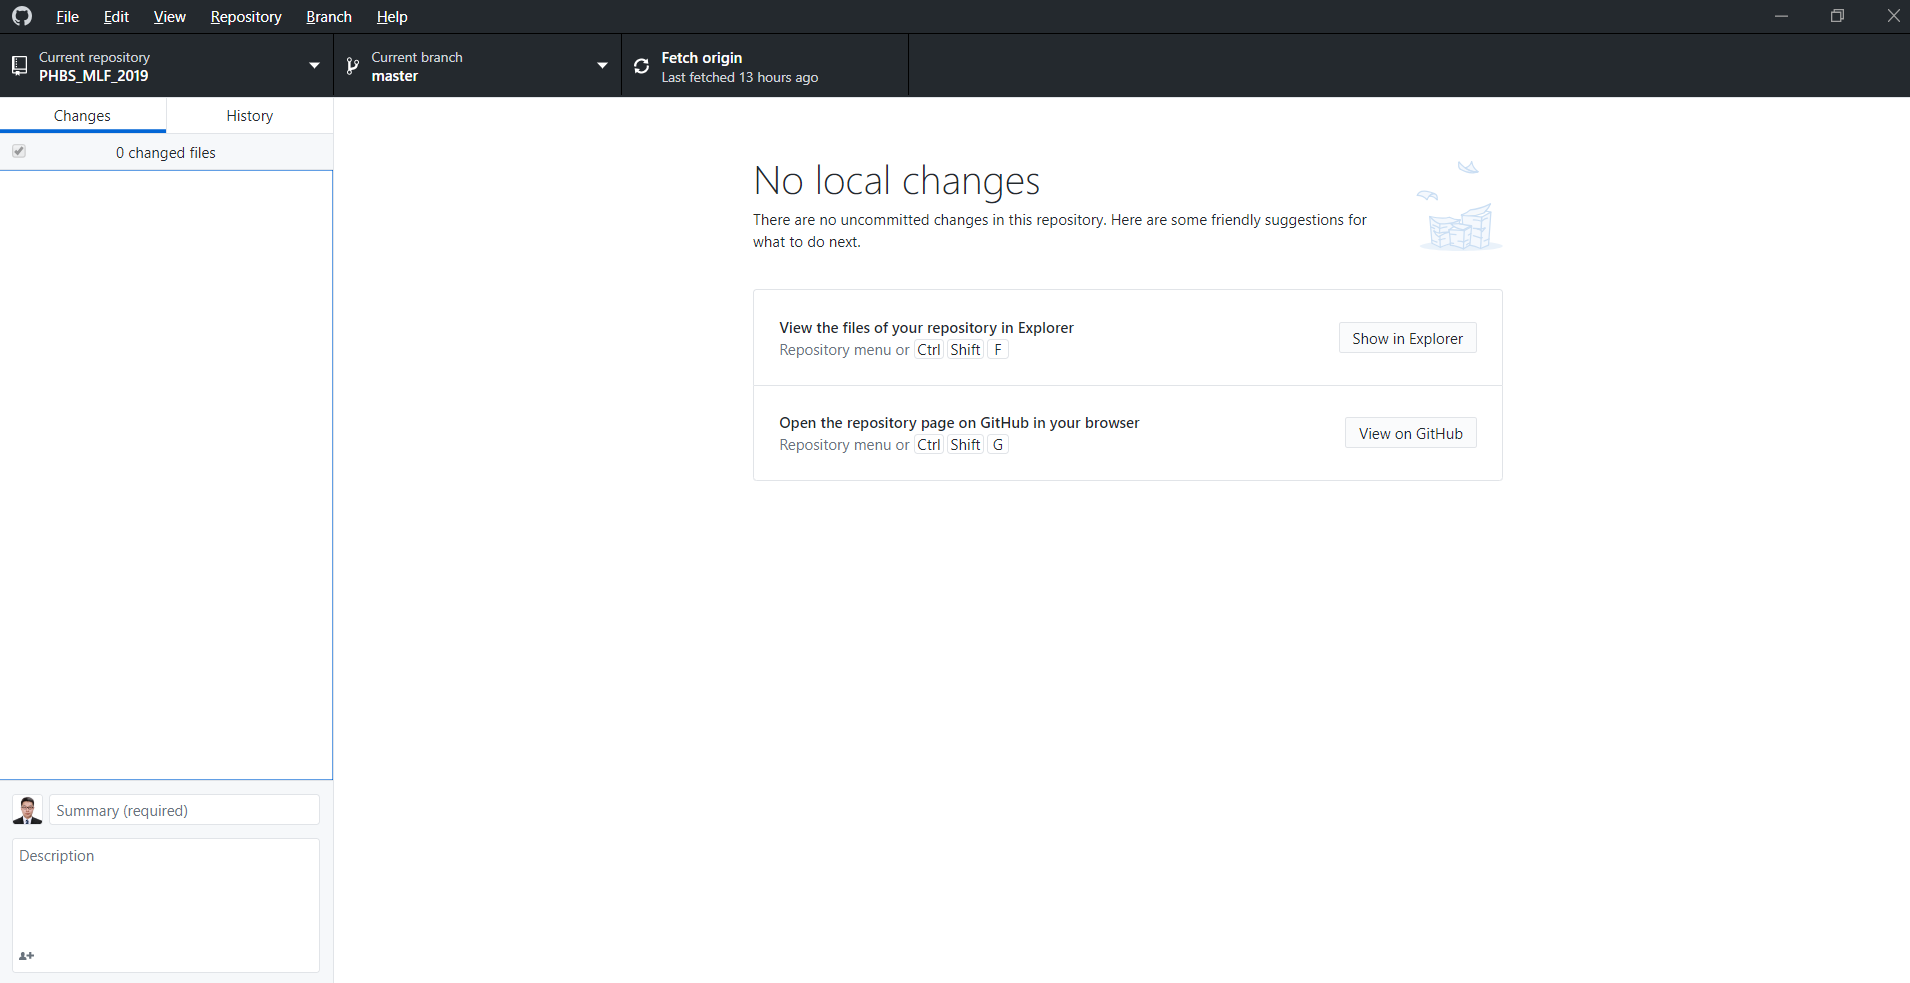 File Edit View Repository Branch Help
Current repository
PHBS_MLF_2019
Current branch
master
Fetch origin
Last fetched 13 hours ago
Changes
History
0 changed files
No local changes
There are no uncommitted changes in this repository. Here are some friendly suggestions for
what to do next.
View the files of your repository in Explorer
Repository menu or Ctrl Shift F
Show in Explorer
Open the repository page on GitHub in your browser
Repository menu or Ctrl Shift G
View on GitHub
Summary (required)
Description